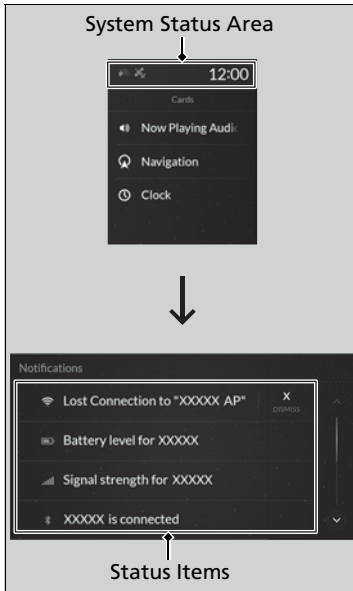 System Status Area
12:00
Cards
Now Playing Audi
Navigation
Clock
Notifications
Lost Connection to "XXXXX AP"
X
DISMISS
Battery level for XXXXX
Signal strength for XXXXX
XXXXX is connected
Status Items